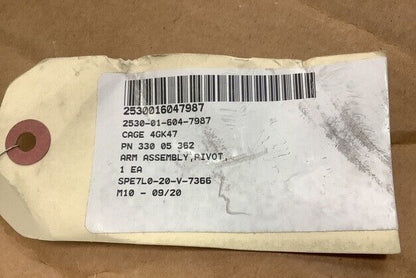 2530016047987
2530-01-604-7987
CAGE 4GK47
PN 330 05 362
ARM ASSEMBLY,PIVOT,
1 EA
SPE7L0-20-V-7366
M10 - 09/20